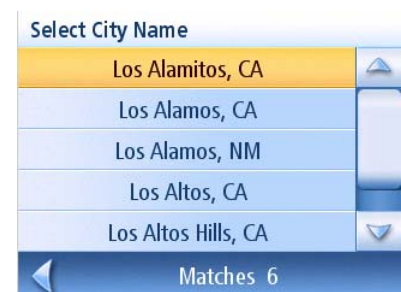 Select City Name
Los Alamitos, CA
Los Alamos, CA
Los Alamos, NM
Los Altos, CA
Los Altos Hills, CA
Matches 6